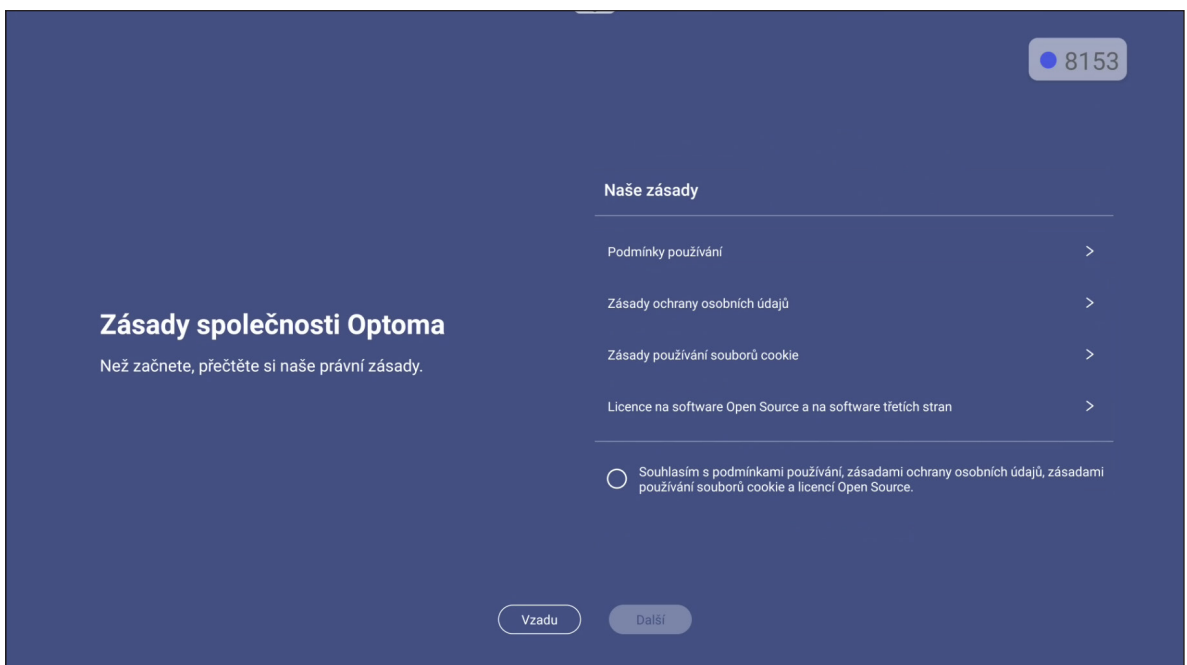 8153
Naše zásady
Podmínky používání
Zásady ochrany osobních údajů
Zásady společnosti Optoma
Než začnete, přečtěte si naše právní zásady.
Zásady používání souborů cookie
Licence na software Open Source a na software třetích stran
Souhlasím s podmínkami používání, zásadami ochrany osobních údajů, zásadami
používání souborů cookie a licencí Open Source.
Vzadu
Další